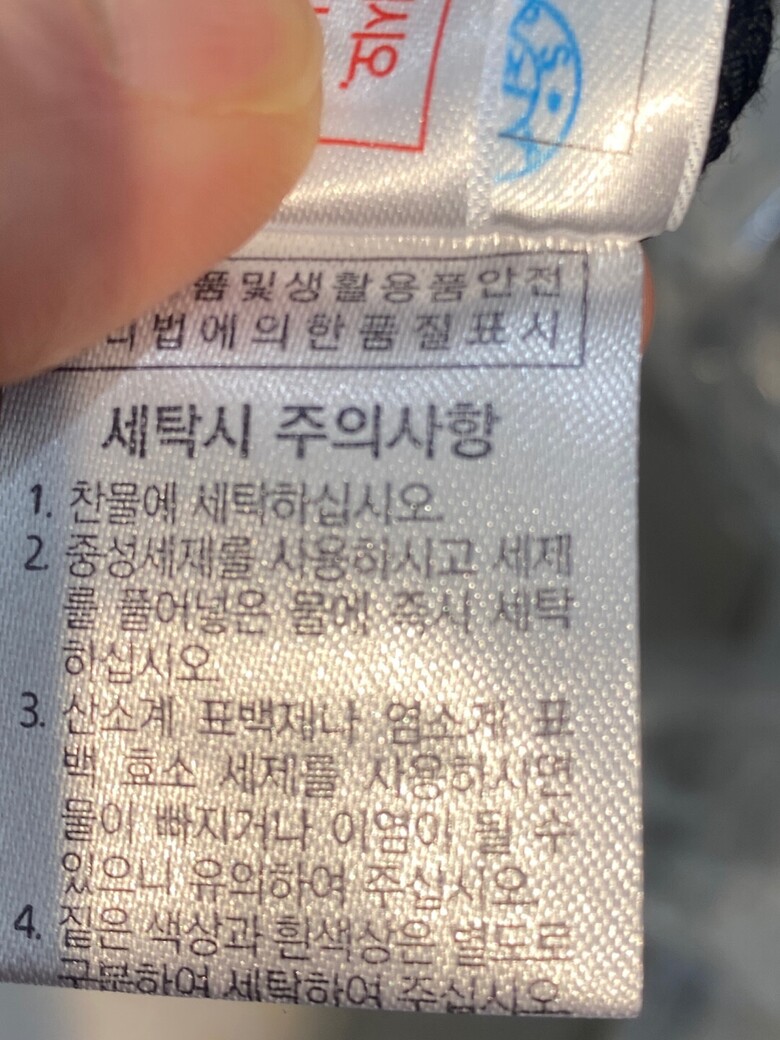 품및생활용품안전
법에의한품질표시
세탁시 주의사항
1. 찬물에 세탁하십시오.
2. 중성세재를 사용하시고 세제
를 풀어넣은 물에 즉시 세탁
하십시오.
3. 산소계 표백제나 염소계 표
백 효소 세제를 사용하시면
물이 빠지거나 이염이 될 수
있으니 유의하여 주십시오.
4. 짙은 색상과 흰색상은 별도로
구분하여 세탁하여 주십시오.